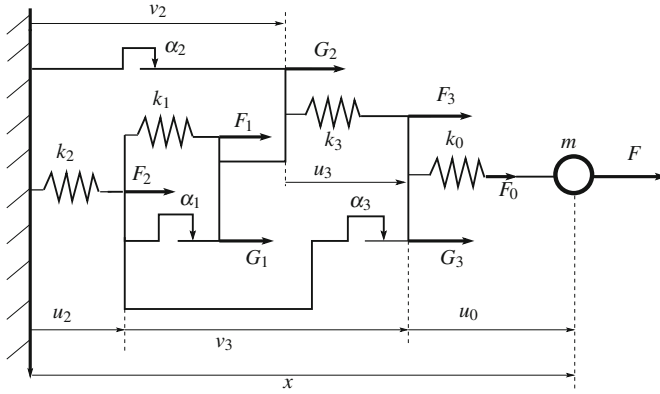 v₂
α₂
G₂
k₁
F₁
k₃
F₃
k₂
F₂
k₀
m
F
u₃
F₀
α₁
α₃
G₁
G₃
u₂
v₃
u₀
x